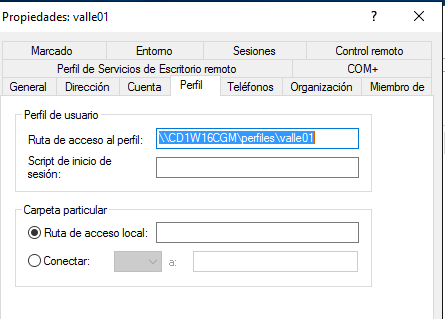 Propiedades: valle01
?
Marcado Entorno Sesiones Control remoto
Perfil de Servicios de Escritorio remoto COM+
General Dirección Cuenta Perfil Teléfonos Organización Miembro de
Perfil de usuario
Ruta de acceso al perfil: \\CD1W16CGM\perfiles\valle01
Script de inicio de
sesión:
Carpeta particular
Ruta de acceso local:
Conectar: a: